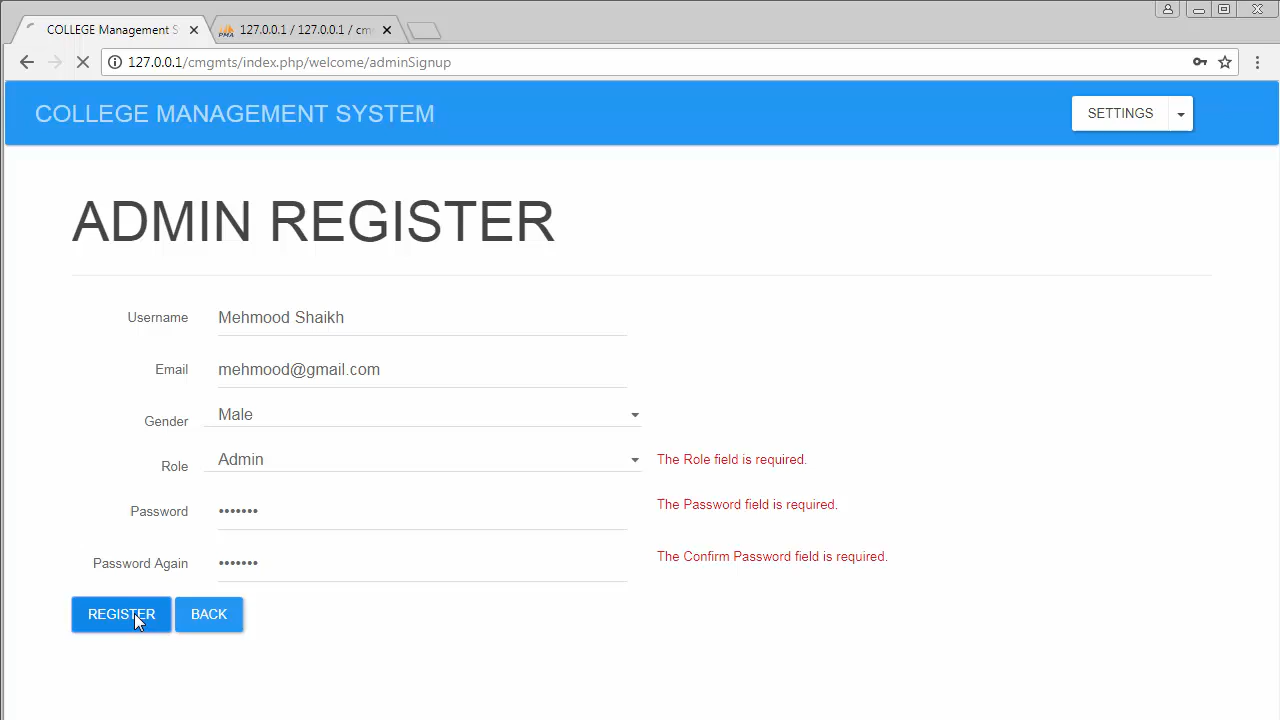 COLLEGE Management S
127.0.0.1 / 127.0.0.1 / cm
127.0.0.1/cmgmts/index.php/welcome/adminSignup
COLLEGE MANAGEMENT SYSTEM
SETTINGS
ADMIN REGISTER
Username Mehmood Shaikh
Email mehmood@gmail.com
Gender Male
Role Admin The Role field is required.
Password ••••••• The Password field is required.
Password Again ••••••• The Confirm Password field is required.
REGISTER BACK